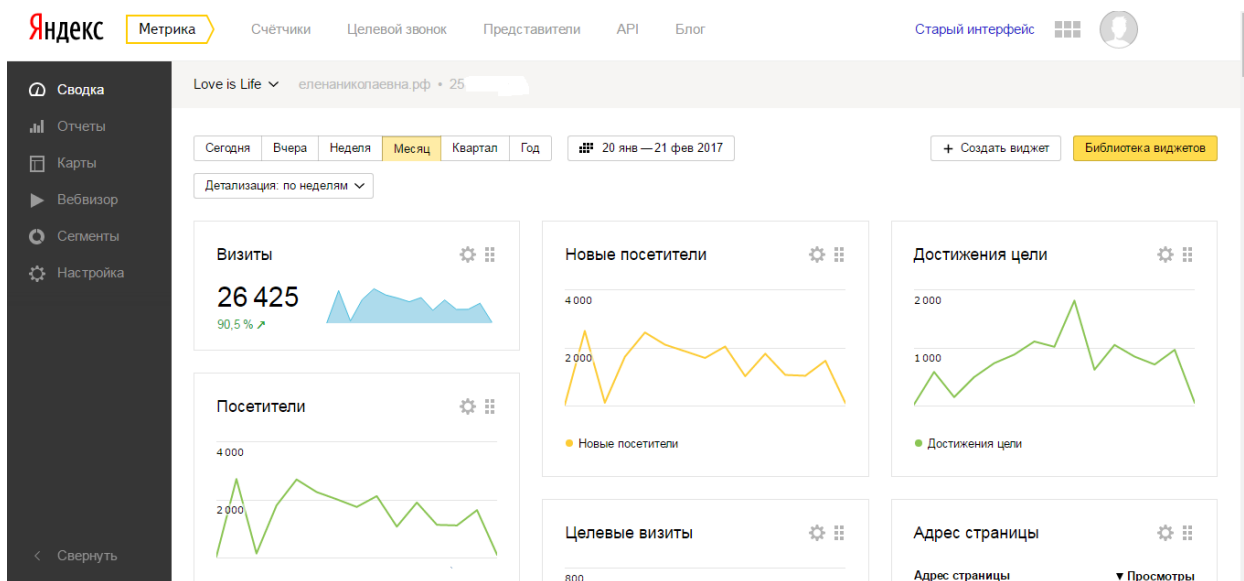 Яндекс Метрика Счётчики Целевой звонок Представители API Блог Старый интерфейс
Love is Life еленаниколаевна.рф • 25
Сводка
Отчеты
Карты
Вебвизор
Сегменты
Настройка
Свернуть
Сегодня Вчера Неделя Месяц Квартал Год 20 янв — 21 фев 2017 + Создать виджет Библиотека виджетов
Детализация: по неделям
Визиты
26 425
90,5 % ↗
Посетители
4 000
2 000
Новые посетители
4 000
2 000
Новые посетители
Целевые визиты
800
Достижения цели
2 000
1 000
Достижения цели
Адрес страницы
Адрес страницы ▼ Просмотры